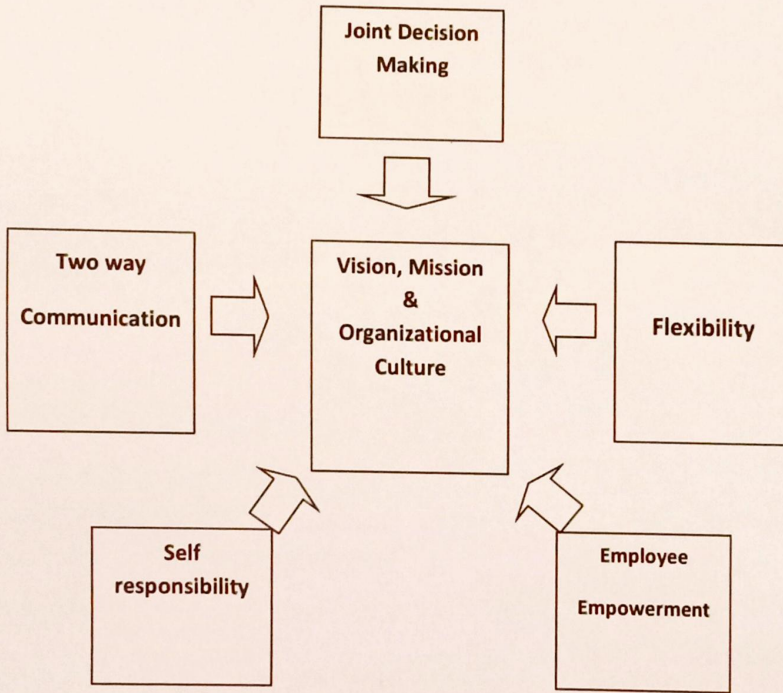 Joint Decision
Making
Two way
Communication
Vision, Mission
&
Organizational
Culture
Flexibility
Self
responsibility
Employee
Empowerment